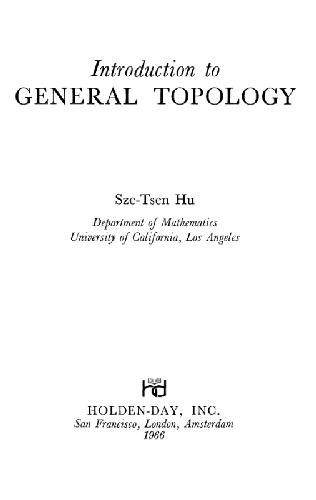 Introduction to
GENERAL TOPOLOGY
Sze-Tsen Hu
Department of Mathematics
University of California, Los Angeles
hd
HOLDEN-DAY, INC.
San Francisco, London, Amsterdam
1966